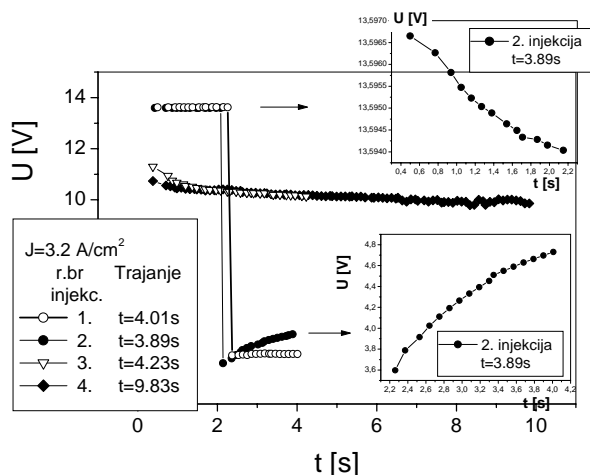 U [V]
14
12
10
0
2
4
6
8
10
t [s]
J=3.2 A/cm²
r.br Trajanje
injekc.
1. t=4.01s
2. t=3.89s
3. t=4.23s
4. t=9.83s
U [V]
13,5970
13,5965
13,5960
13,5955
13,5950
13,5945
13,5940
0,4 0,6 0,8 1,0 1,2 1,4 1,6 1,8 2,0 2,2
t [s]
2. injekcija
t=3.89s
U [V]
4,8
4,6
4,4
4,2
4,0
3,8
3,6
2,2 2,4 2,6 2,8 3,0 3,2 3,4 3,6 3,8 4,0 4,2
t [s]
2. injekcija
t=3.89s